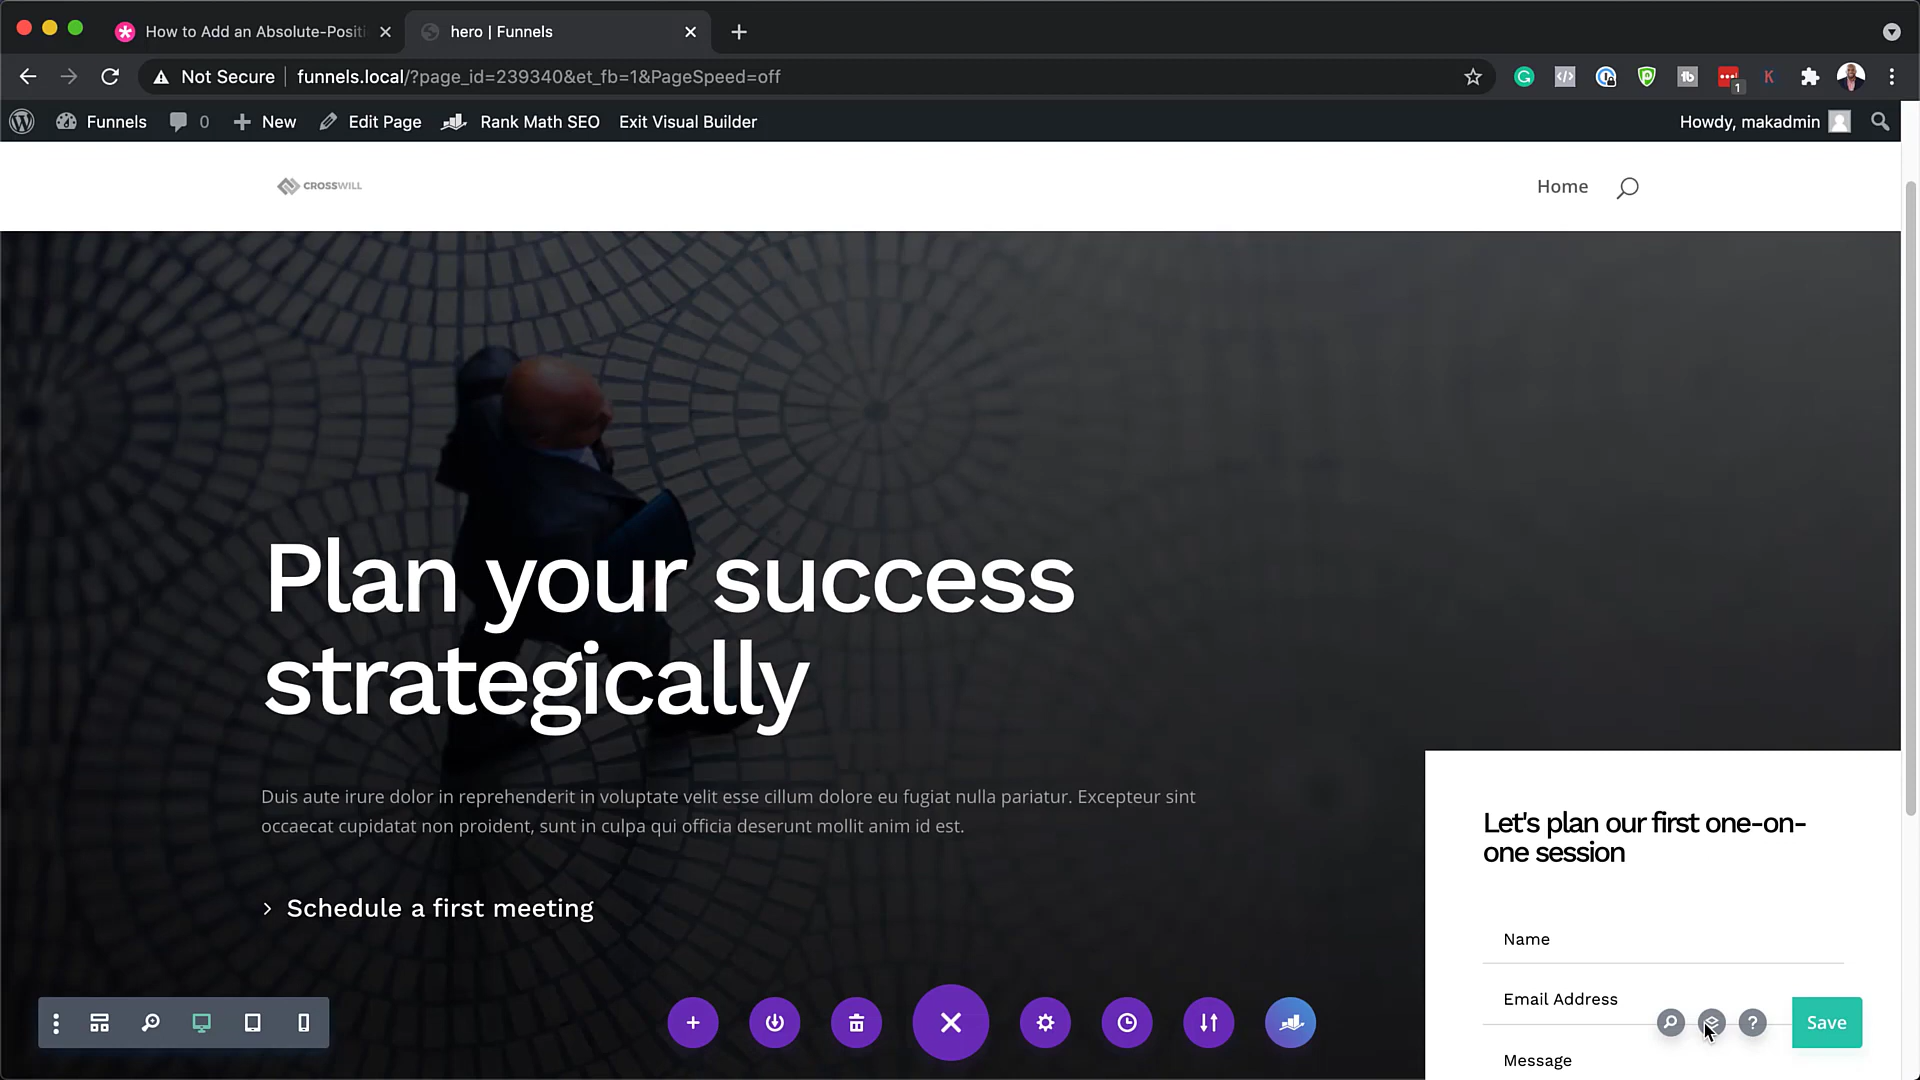 How to Add an Absolute-Positi
hero | Funnels
Not Secure
funnels.local/?page_id=239340&et_fb=1&PageSpeed=off
1
Funnels
0
New
Edit Page
Rank Math SEO
Exit Visual Builder
Howdy, makadmin
CROSSWILL
Home
Plan your success
strategically
Duis aute irure dolor in reprehenderit in voluptate velit esse cillum dolore eu fugiat nulla pariatur. Excepteur sint
occaecat cupidatat non proident, sunt in culpa qui officia deserunt mollit anim id est.
Schedule a first meeting
Let's plan our first one-on-
one session
Name
Email Address
Message
Save